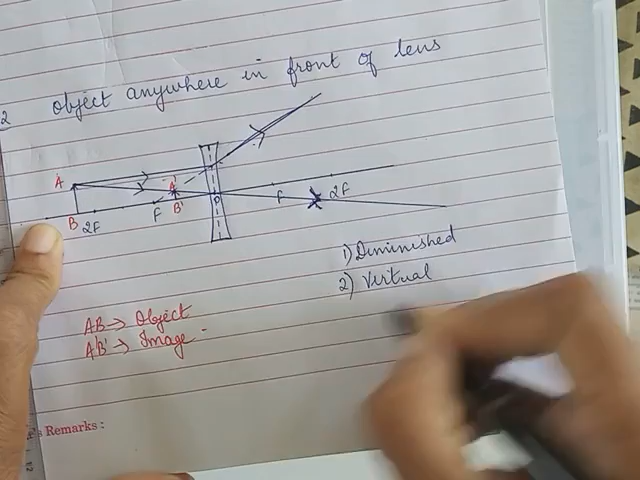 2 Object anywhere in front of lens
A A'
B 2F F B' O F 2F
1) Diminished
2) Virtual
AB → Object
A'B' → Image
's Remarks: